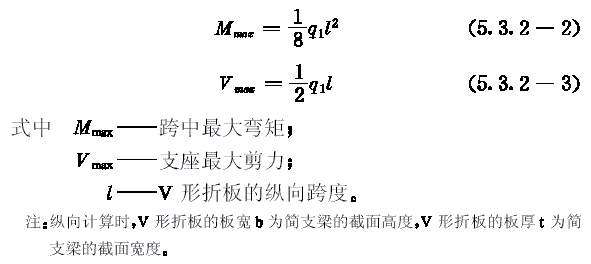 M_max = 1/8 q₁l² (5.3.2-2)
V_max = 1/2 q₁l (5.3.2-3)
式中 M_max——跨中最大弯矩;
V_max——支座最大剪力;
l——V 形折板的纵向跨度。
注:纵向计算时,V 形折板的板宽 b 为简支梁的截面高度,V 形折板的板厚 t 为简
支梁的截面宽度。